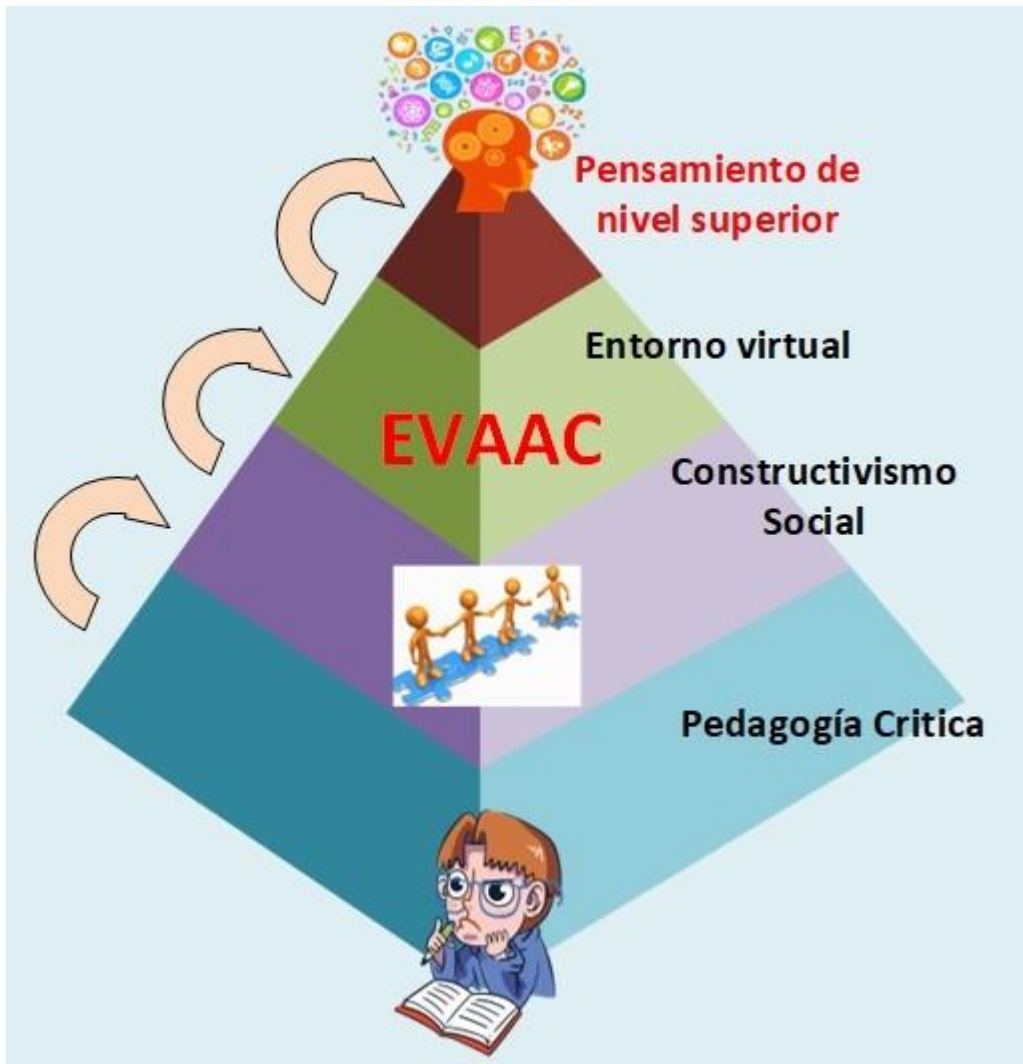 Pensamiento de
nivel superior
Entorno virtual
EVAAC
Constructivismo
Social
Pedagogía Critica